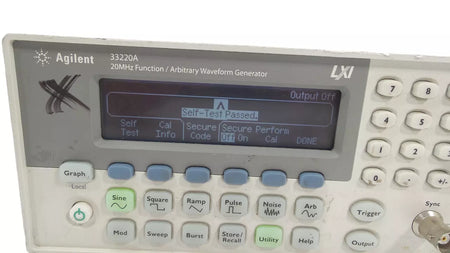 Agilent
33220A
20MHz Function / Arbitrary Waveform Generator
LXI
Output Off
Self-Test Passed.
Self Test
Cal Info
Secure Code
Secure Off On
Perform Cal
DONE
Graph
Local
Sine
Square
Ramp
Pulse
Noise
Arb
Mod
Sweep
Burst
Store/ Recall
Utility
Help
Trigger
Output
Sync
7
8
4
5
1
2
0
.
+/-